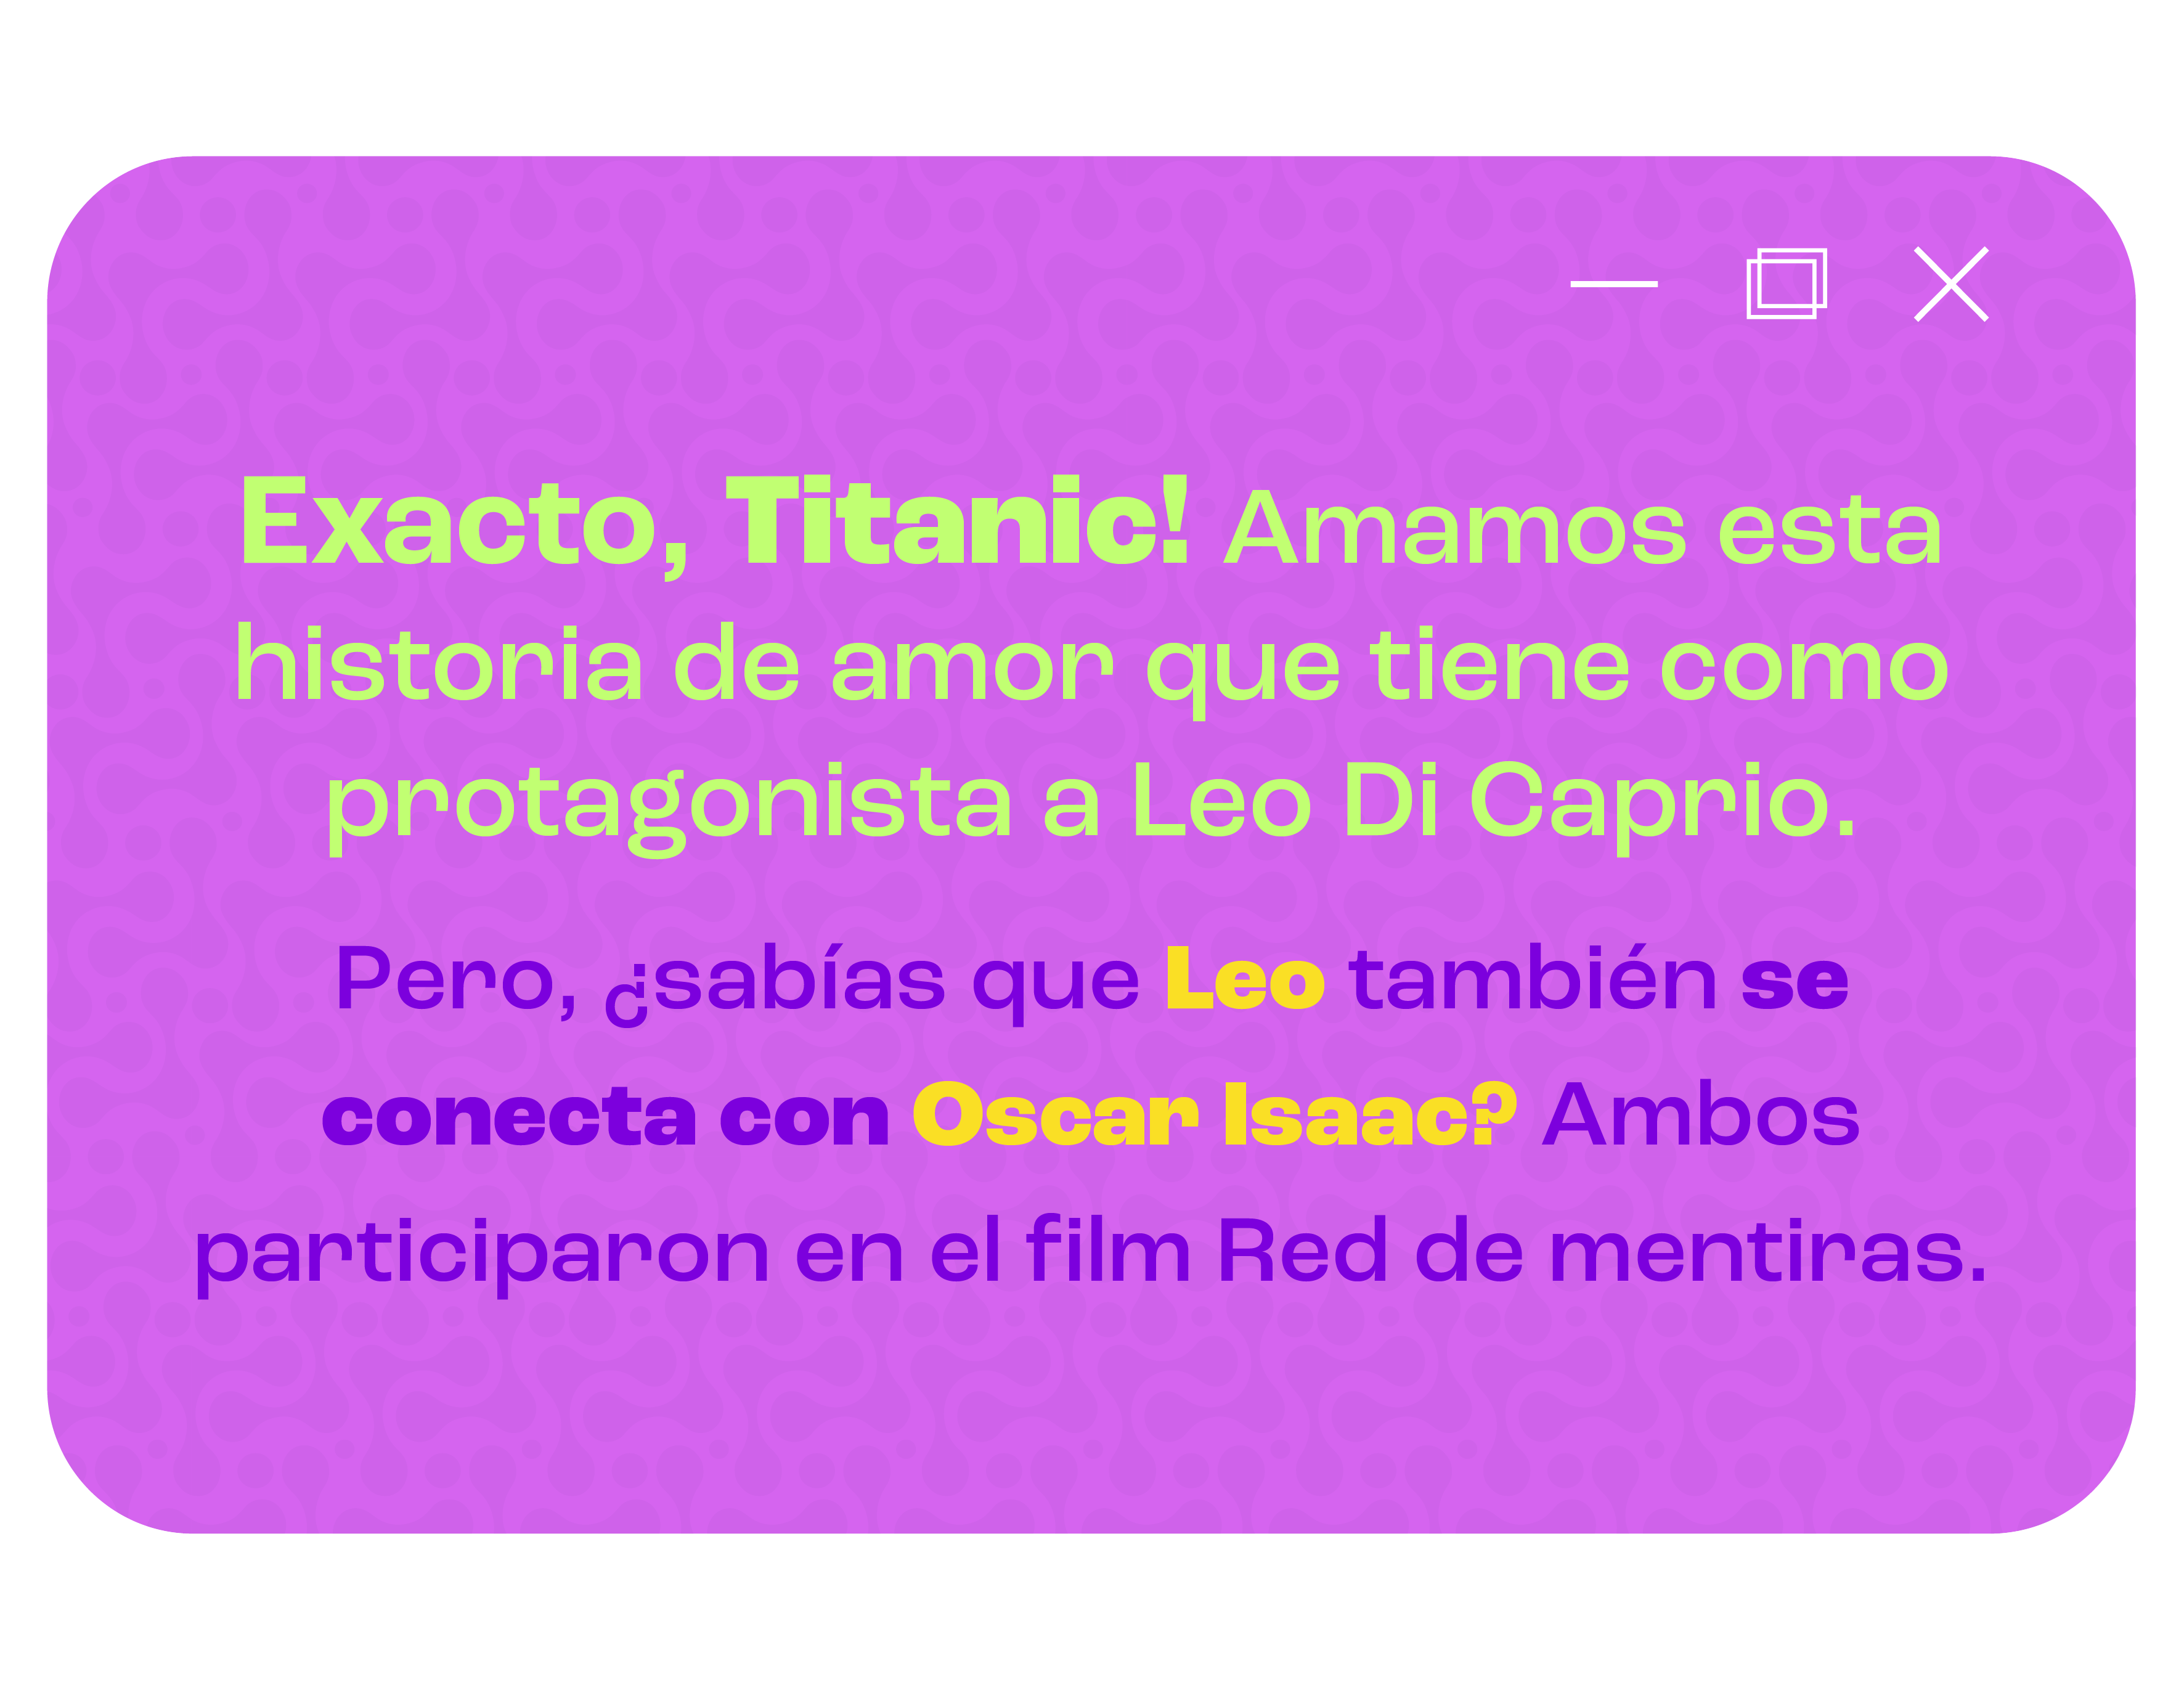 Exacto, Titanic! Amamos esta
historia de amor que tiene como
protagonista a Leo Di Caprio.
Pero, ¿sabías que Leo también se
conecta con Oscar Isaac? Ambos
participaron en el film Red de mentiras.